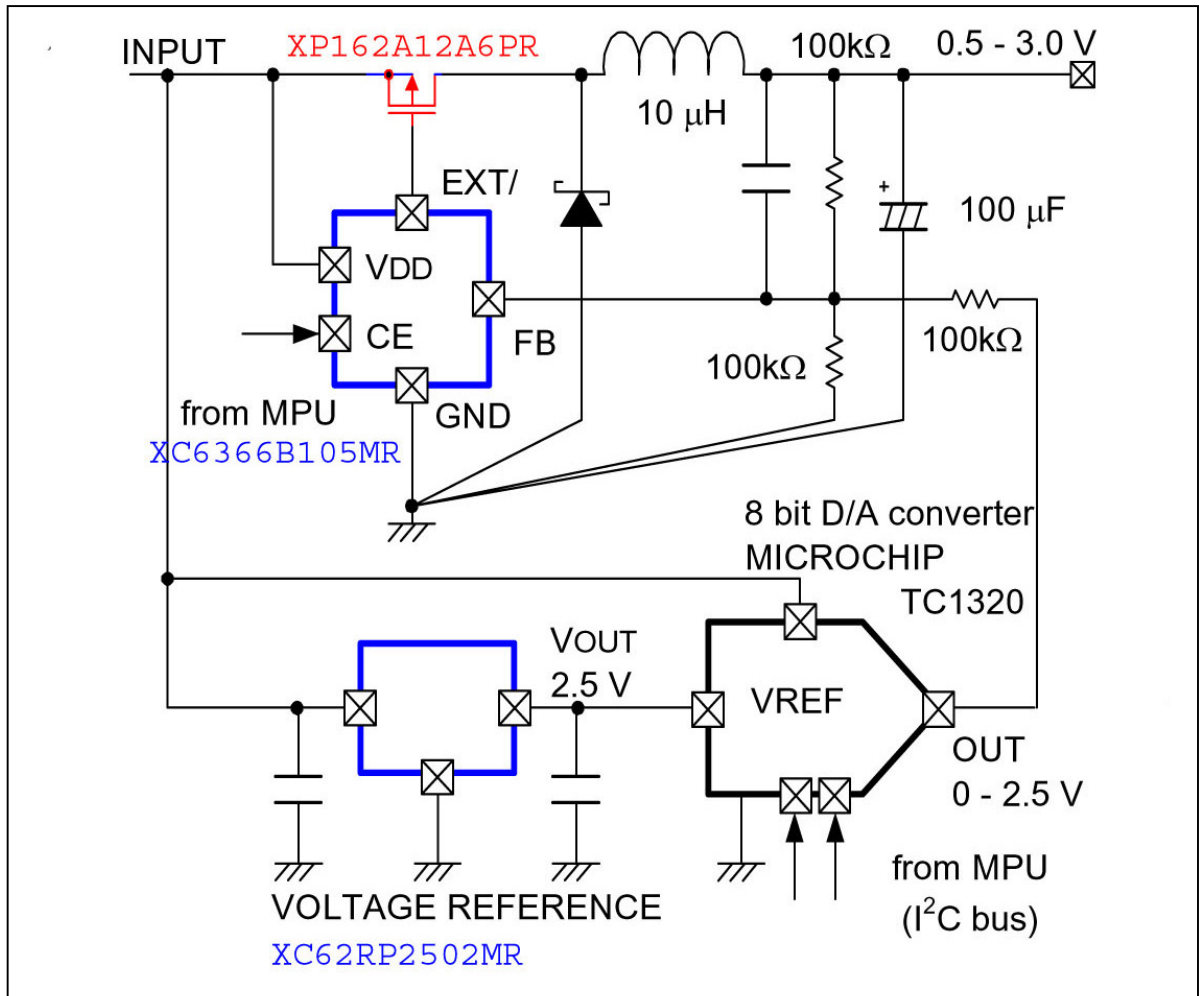 INPUT
XP162A12A6PR
100kΩ
0.5 - 3.0 V
10 μH
EXT/
+
100 μF
VDD
CE
FB
100kΩ
100kΩ
from MPU
GND
XC6366B105MR
8 bit D/A converter
MICROCHIP
TC1320
VOUT
2.5 V
VREF
OUT
0 - 2.5 V
from MPU
(I²C bus)
VOLTAGE REFERENCE
XC62RP2502MR